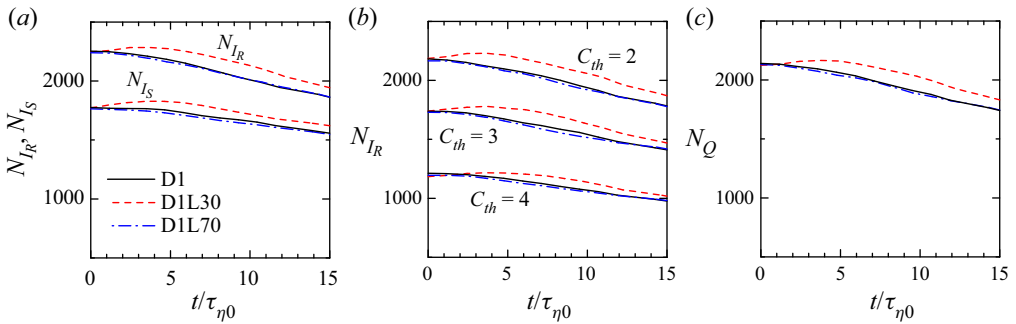 (a)
N_{I_R}, N_{I_S}
2000
1000
N_{I_R}
N_{I_S}
D1
D1L30
D1L70
0 5 10 15
t/τ_{η0}
(b)
N_{I_R}
2000
1000
C_{th} = 2
C_{th} = 3
C_{th} = 4
0 5 10 15
t/τ_{η0}
(c)
N_Q
2000
1000
0 5 10 15
t/τ_{η0}